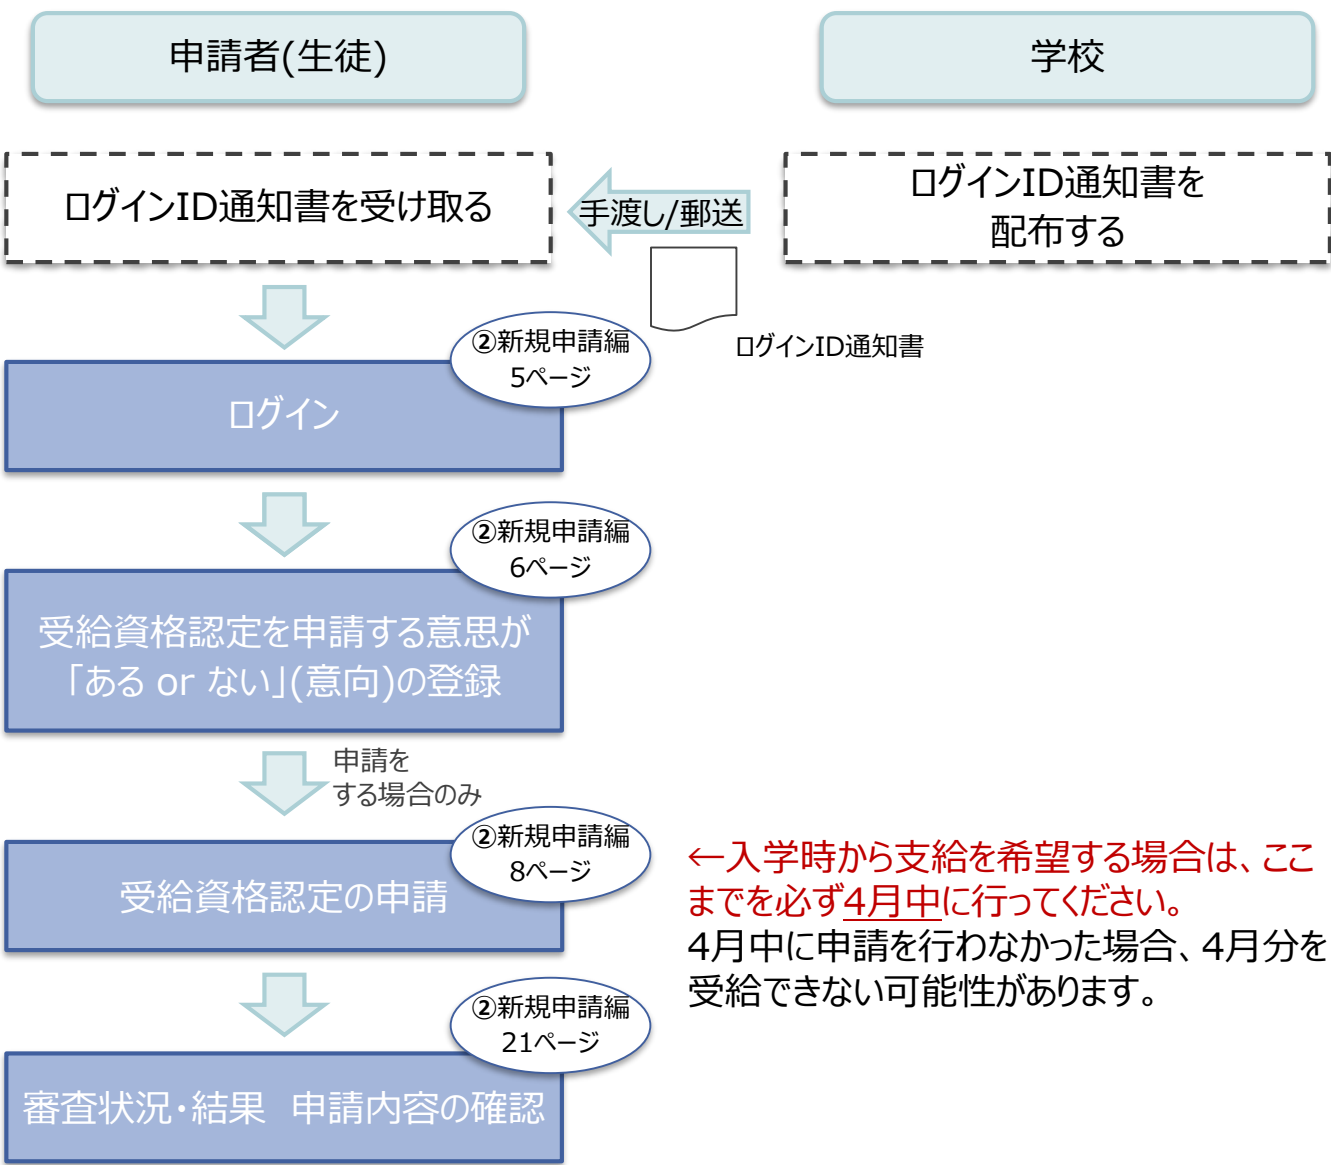 申請者(生徒)
学校
ログインID通知書を受け取る
手渡し/郵送
ログインID通知書を
配布する
ログインID通知書
②新規申請編
5ページ
ログイン
②新規申請編
6ページ
受給資格認定を申請する意思が
「ある or ない」(意向)の登録
申請を
する場合のみ
②新規申請編
8ページ
受給資格認定の申請
←入学時から支給を希望する場合は、ここ
までを必ず4月中に行ってください。
4月中に申請を行わなかった場合、4月分を
受給できない可能性があります。
②新規申請編
21ページ
審査状況・結果　申請内容の確認